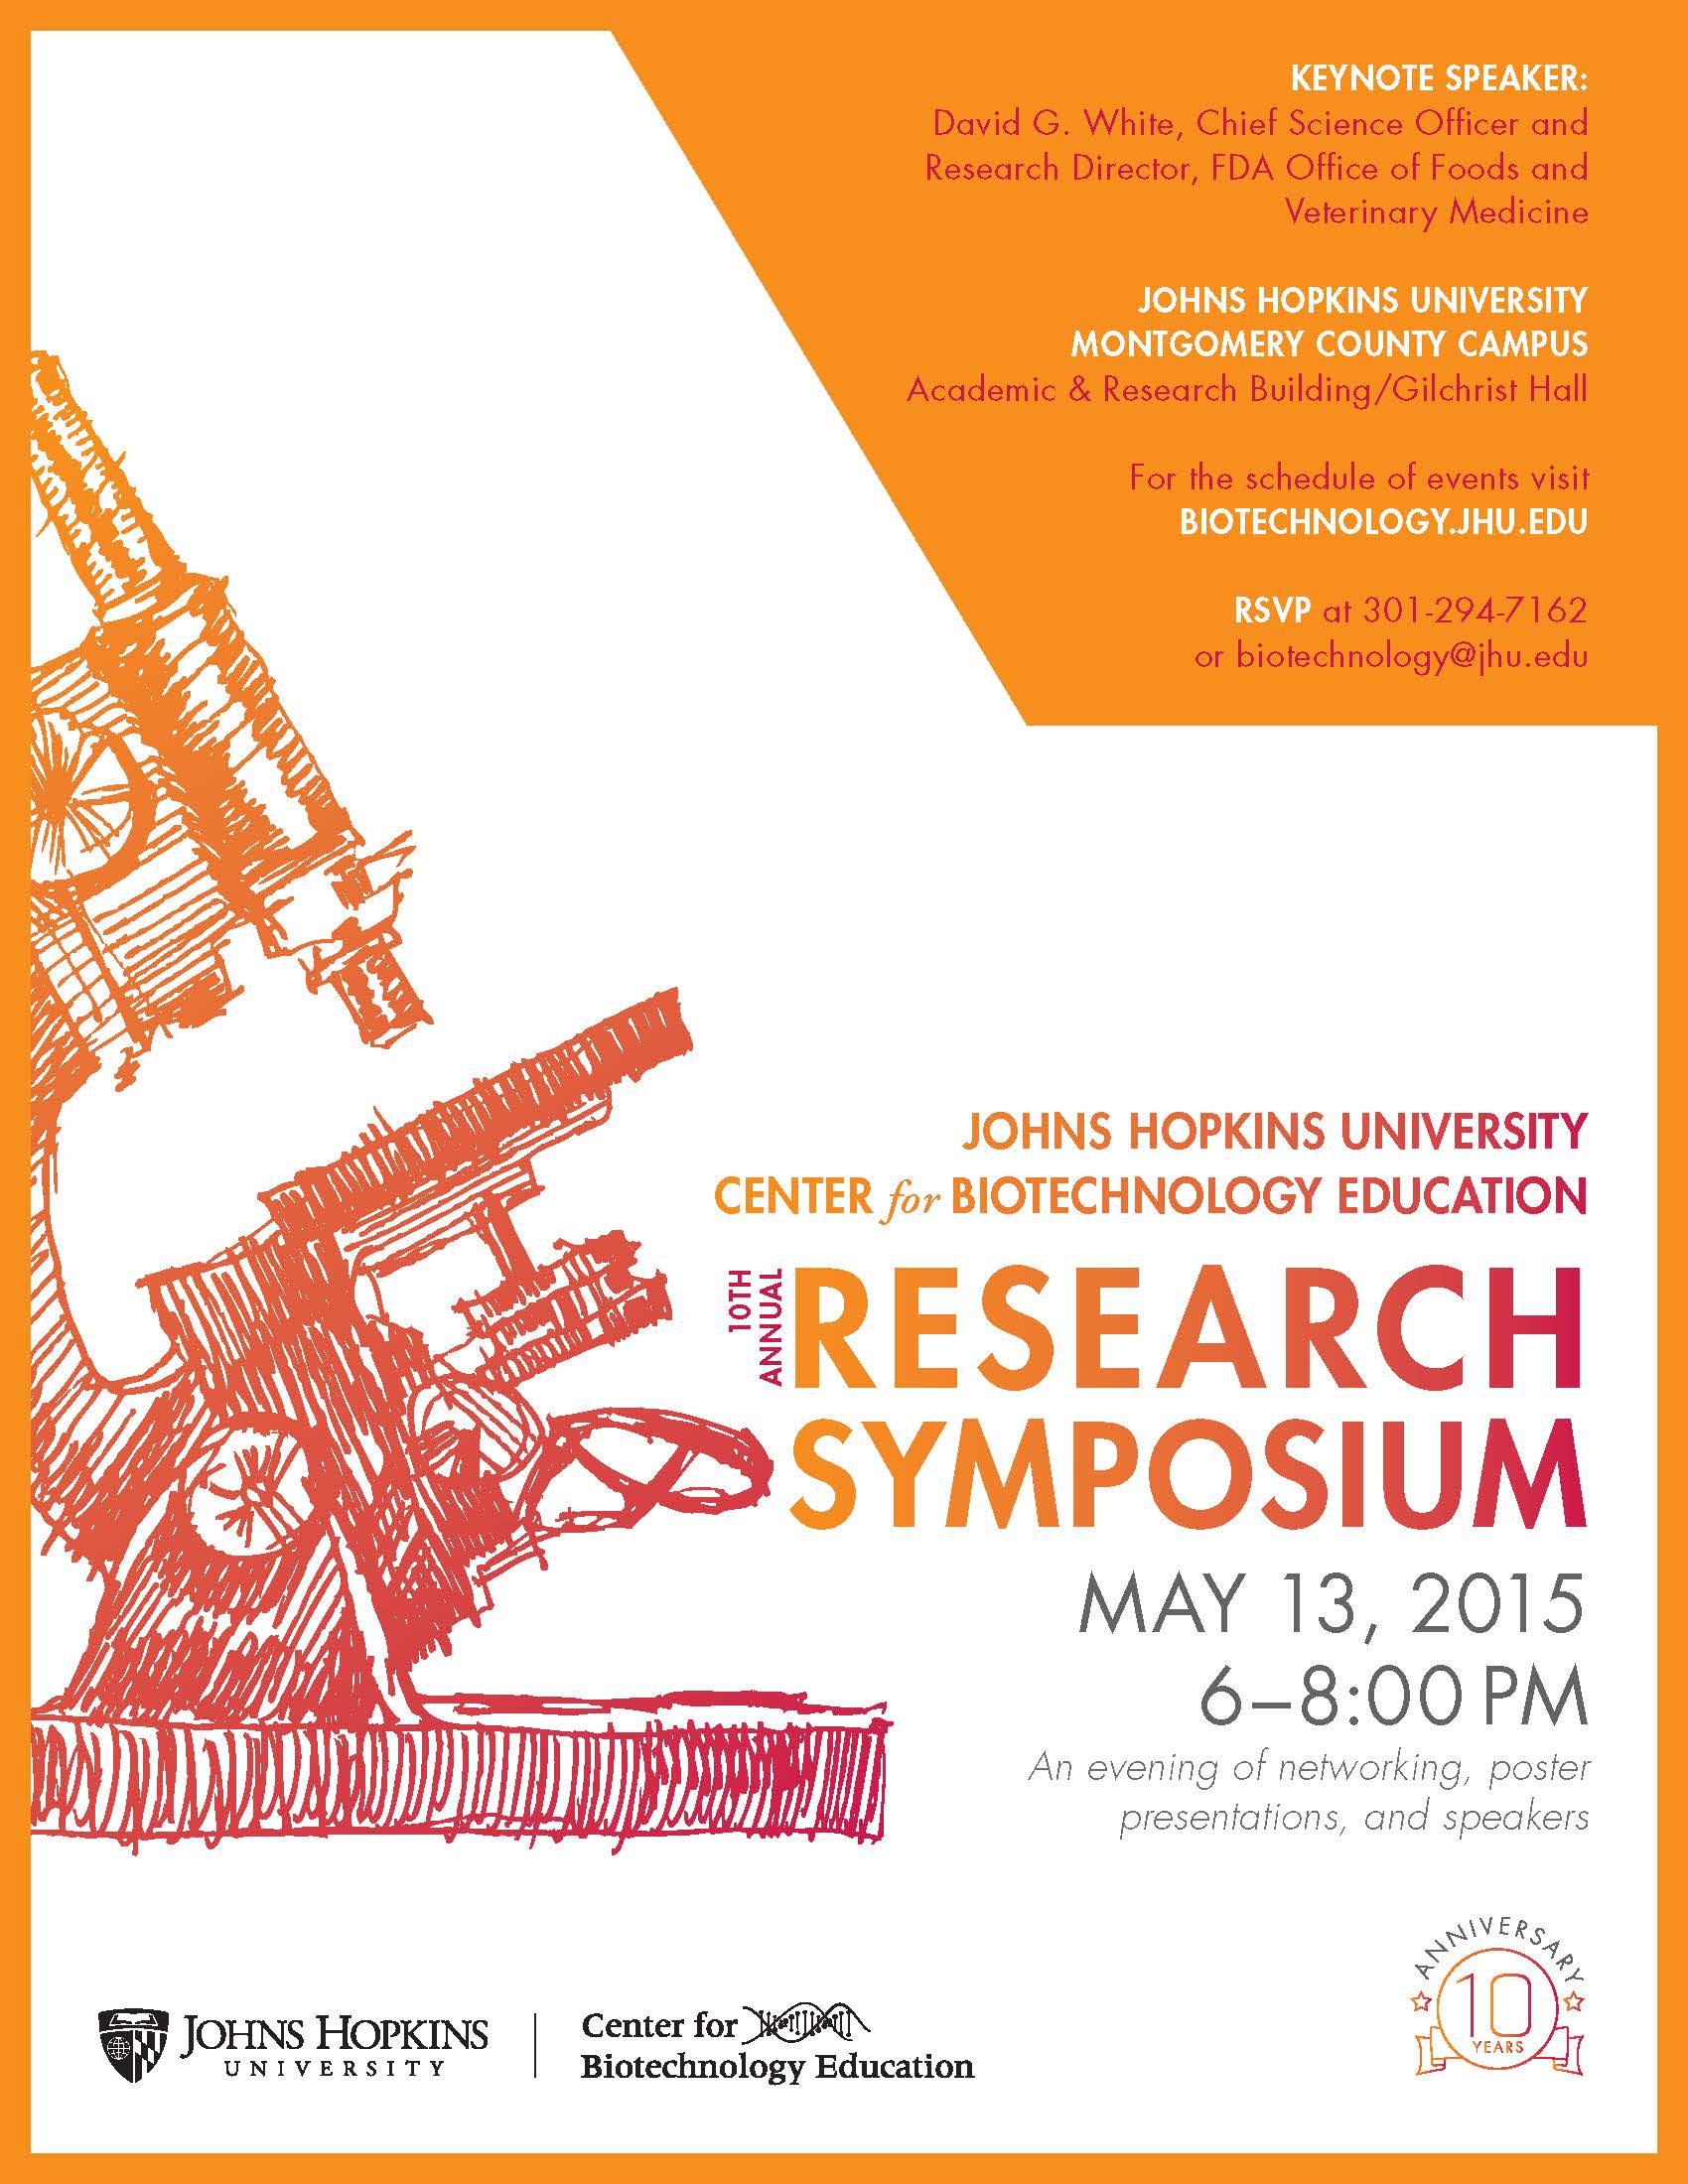 KEYNOTE SPEAKER:
David G. White, Chief Science Officer and
Research Director, FDA Office of Foods and
Veterinary Medicine
JOHNS HOPKINS UNIVERSITY
MONTGOMERY COUNTY CAMPUS
Academic & Research Building/Gilchrist Hall
For the schedule of events visit
BIOTECHNOLOGY.JHU.EDU
RSVP at 301-294-7162
or biotechnology@jhu.edu
JOHNS HOPKINS UNIVERSITY
CENTER for BIOTECHNOLOGY EDUCATION
10TH
ANNUAL
RESEARCH
SYMPOSIUM
MAY 13, 2015
6–8:00 PM
An evening of networking, poster
presentations, and speakers
ANNIVERSARY
10
YEARS
JOHNS HOPKINS
UNIVERSITY
Center for
Biotechnology Education